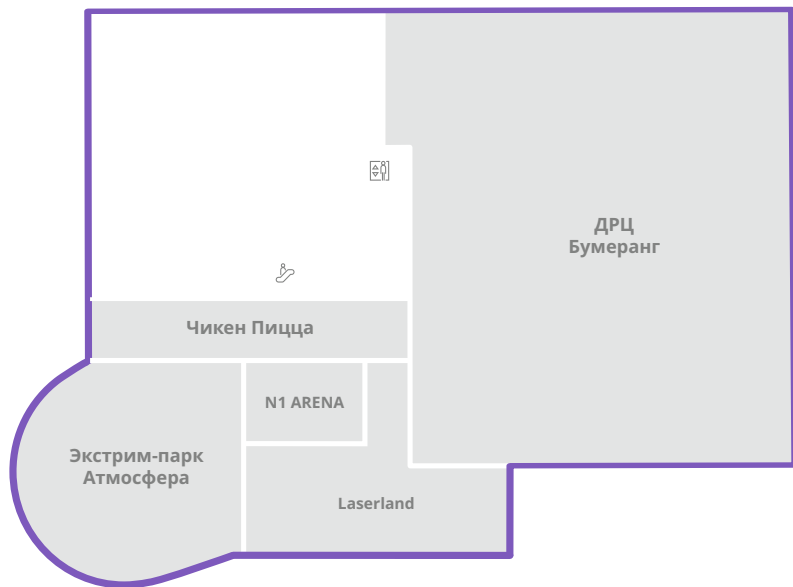 ДРЦ
Бумеранг
Чикен Пицца
N1 ARENA
Экстрим-парк
Атмосфера
Laserland